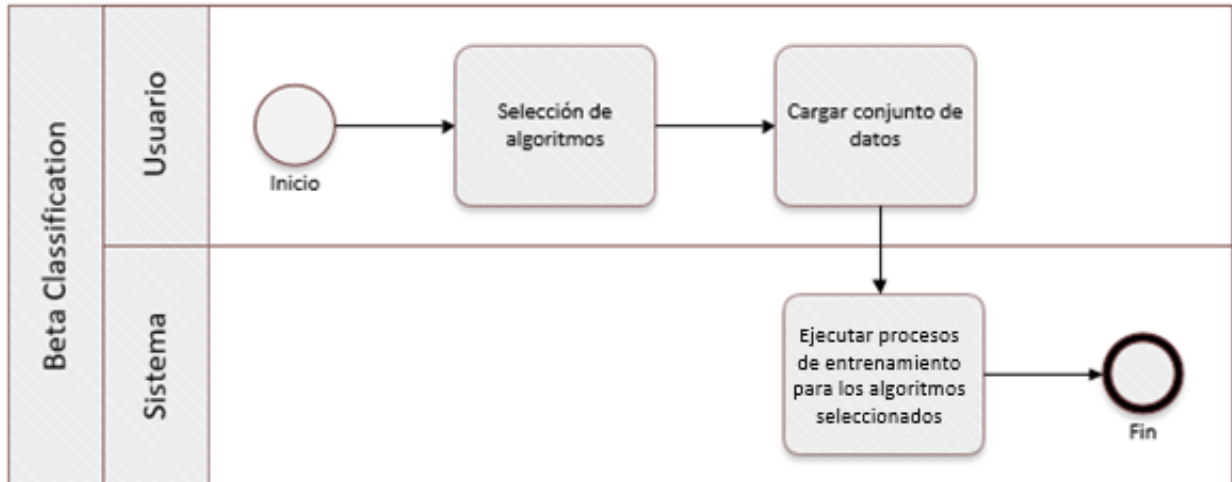 Beta Classification
Usuario
Inicio
Selección de
algoritmos
Cargar conjunto de
datos
Sistema
Ejecutar procesos
de entrenamiento
para los algoritmos
seleccionados
Fin